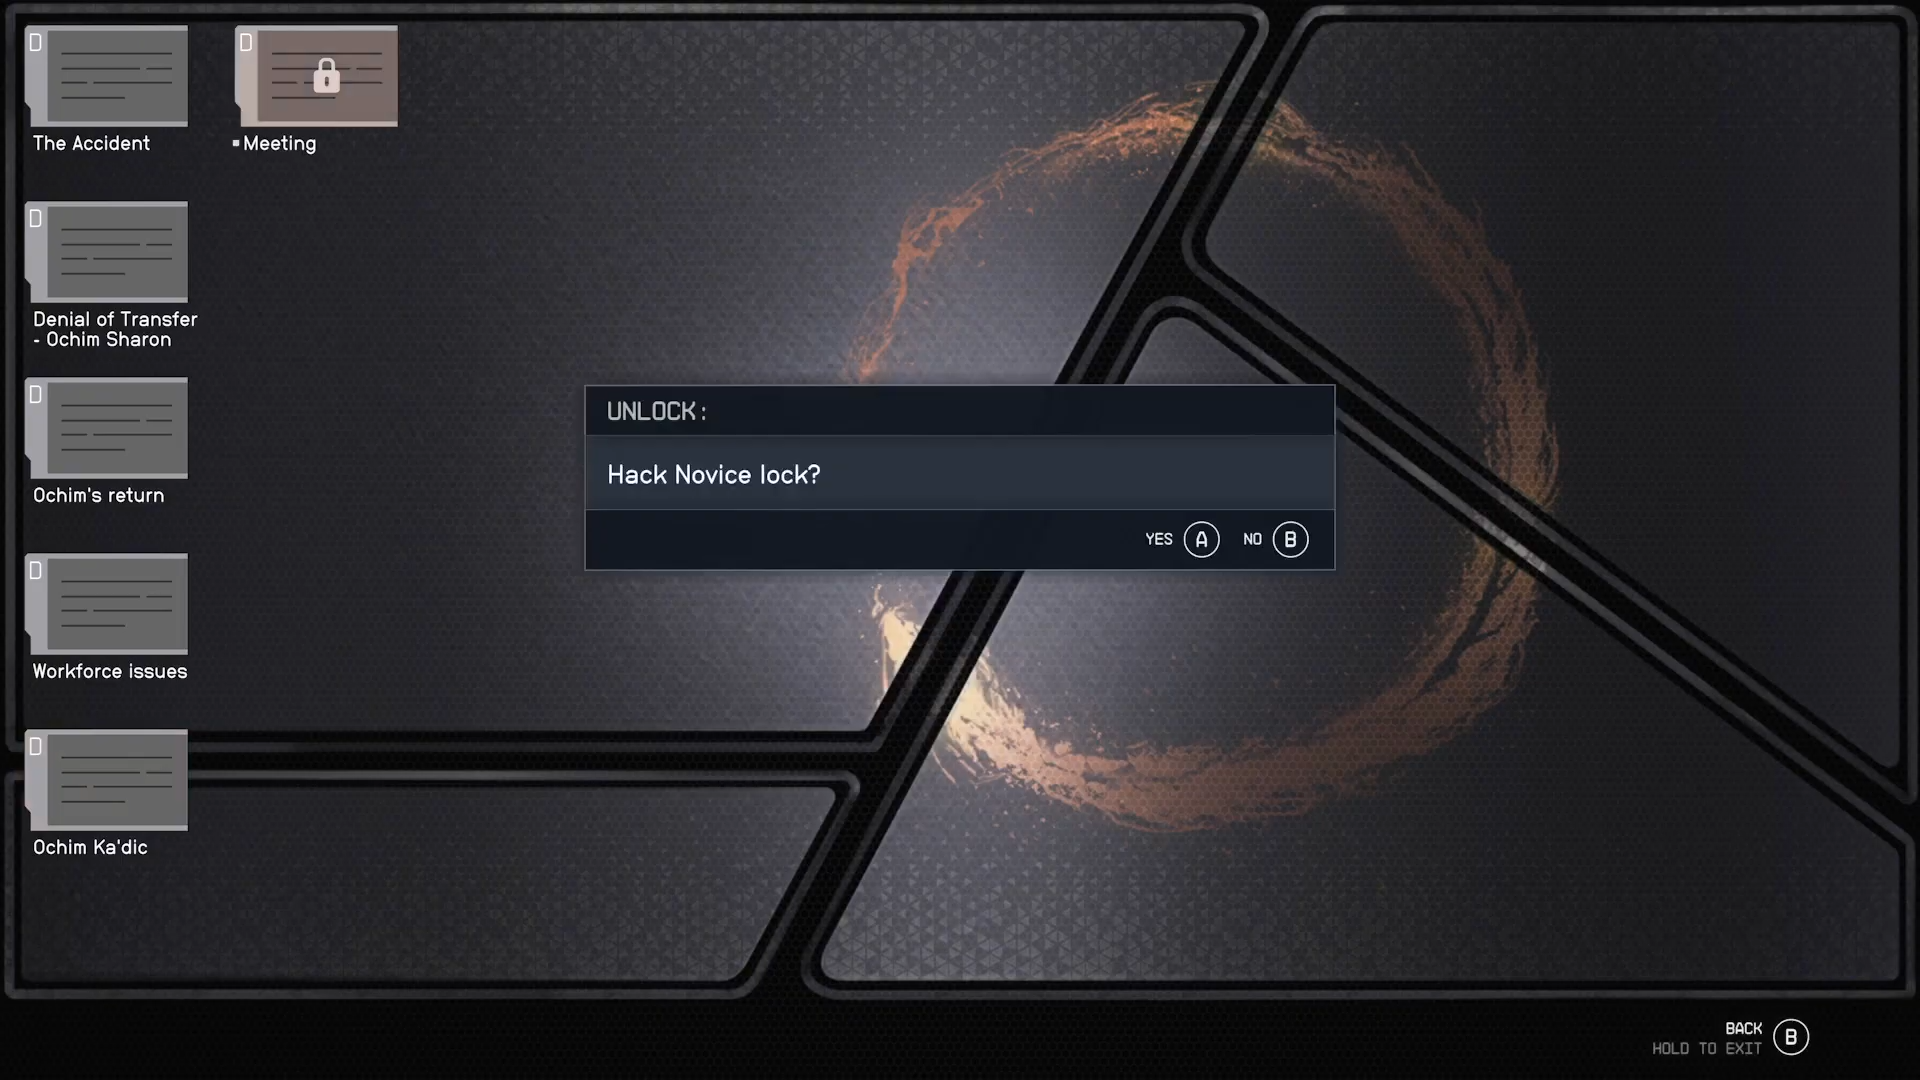 D
The Accident
D
Meeting
D
Denial of Transfer
- Ochim Sharon
D
Ochim's return
D
Workforce issues
D
Ochim Ka'dic
UNLOCK:
Hack Novice lock?
YES A NO B
BACK
HOLD TO EXIT B